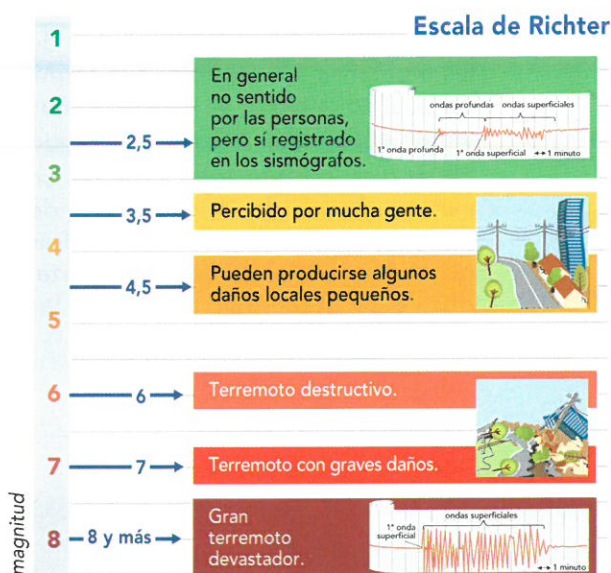 Escala de Richter
1
2
En general
no sentido
por las personas,
pero sí registrado
en los sismógrafos.
ondas profundas
ondas superficiales
1ª onda profunda
1ª onda superficial
1 minuto
2,5
3
3,5
Percibido por mucha gente.
4
4,5
Pueden producirse algunos
daños locales pequeños.
5
6
6
Terremoto destructivo.
7
7
Terremoto con graves daños.
magnitud
8
8 y más
Gran
terremoto
devastador.
ondas superficiales
1ª onda
superficial
1 minuto